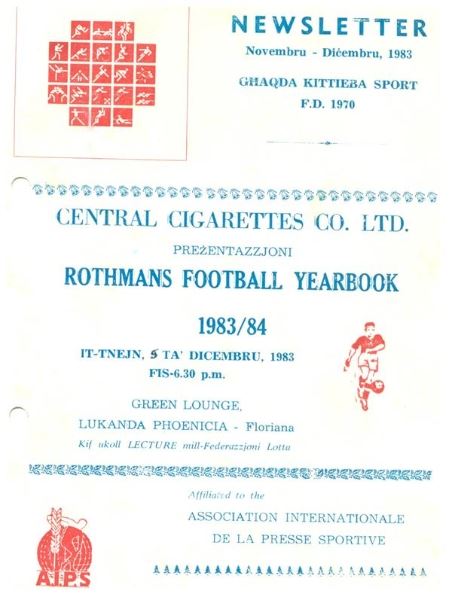 NEWSLETTER
Novembru - Diċembru, 1983
GĦAQDA KITTIEBA SPORT
F.D. 1970
CENTRAL CIGARETTES CO. LTD.
PREŻENTAZZJONI
ROTHMANS FOOTBALL YEARBOOK
1983/84
IT-TNEJN, 5 TA' DICEMBRU, 1983
FIS-6.30 p.m.
GREEN LOUNGE,
LUKANDA PHOENICIA - Floriana
Kif ukoll LECTURE mill-Federazzjoni Lotta
Affiliated to the
ASSOCIATION INTERNATIONALE
DE LA PRESSE SPORTIVE
A.I.P.S